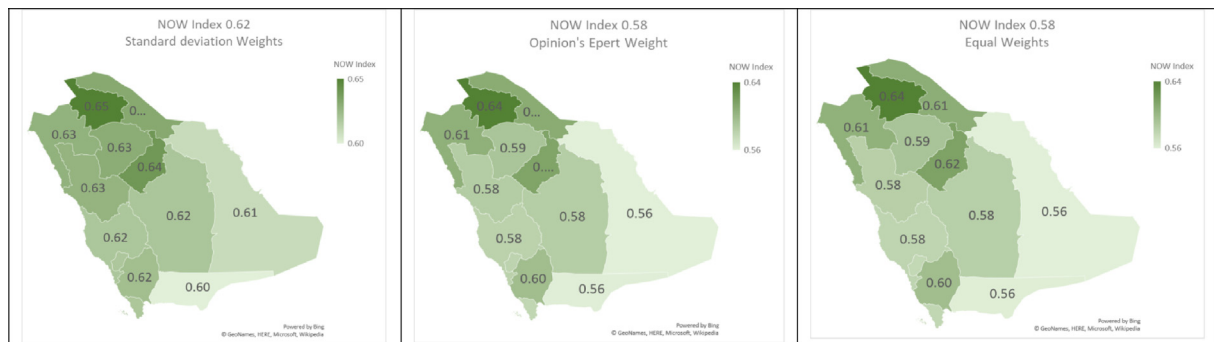 NOW Index 0.62
Standard deviation Weights
NOW Index
0.65
0.60
0.65
0...
0.63
0.63
0.64
0.63
0.62
0.61
0.62
0.62
0.60
Powered by Bing
© GeoNames, HERE, Microsoft, Wikipedia
NOW Index 0.58
Opinion's Epert Weight
NOW Index
0.64
0.56
0.64
0...
0.61
0.59
0....
0.58
0.58
0.56
0.58
0.60
0.56
Powered by Bing
© GeoNames, HERE, Microsoft, Wikipedia
NOW Index 0.58
Equal Weights
NOW Index
0.64
0.56
0.64
0.61
0.61
0.59
0.62
0.58
0.58
0.56
0.58
0.60
0.56
Powered by Bing
© GeoNames, HERE, Microsoft, Wikipedia